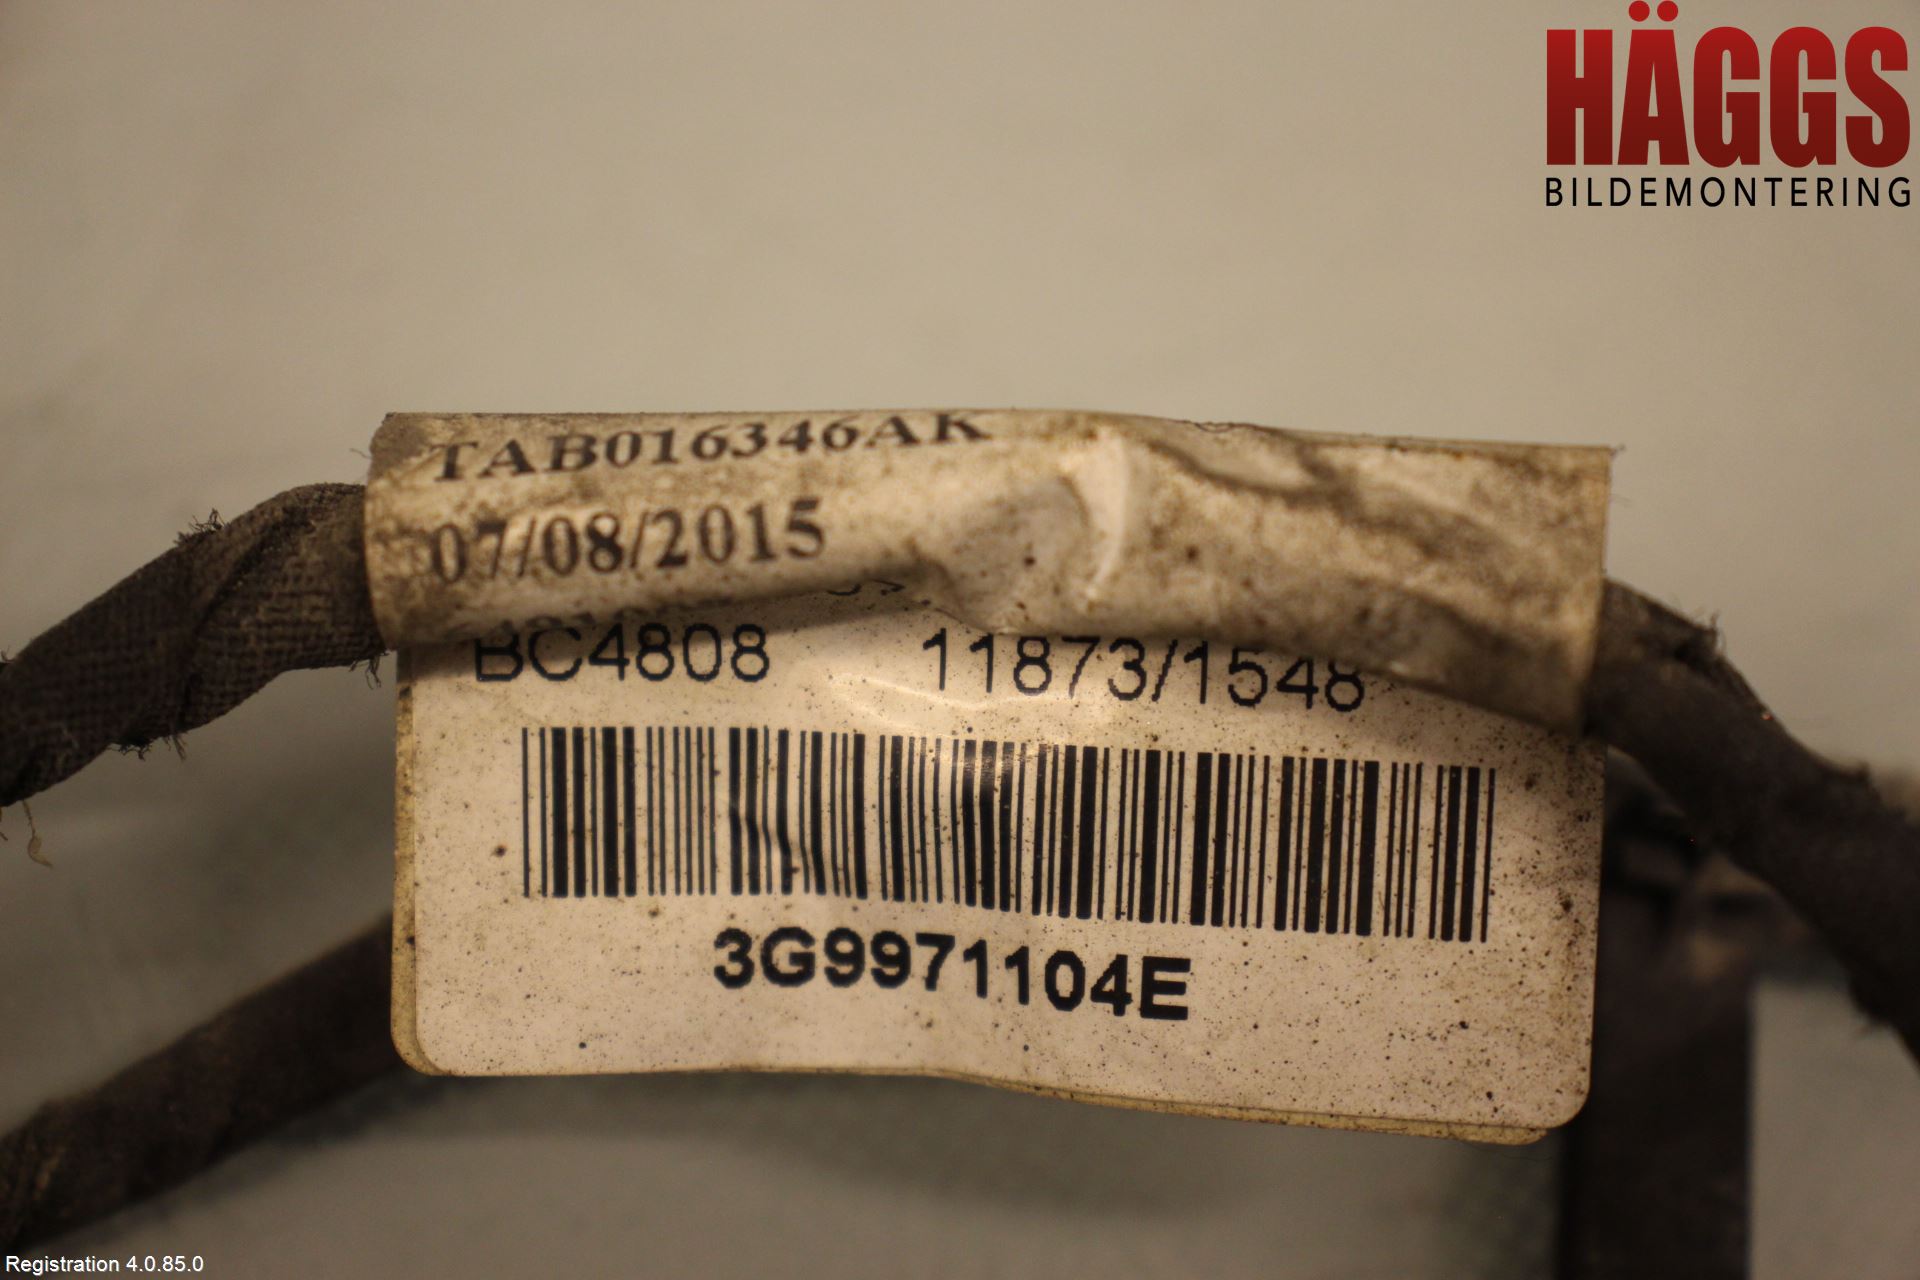 HÄGGS
BILDEMONTERING
TAB016346AK
07/08/2015
BC4808 11873/1548
3G9971104E
Registration 4.0.85.0